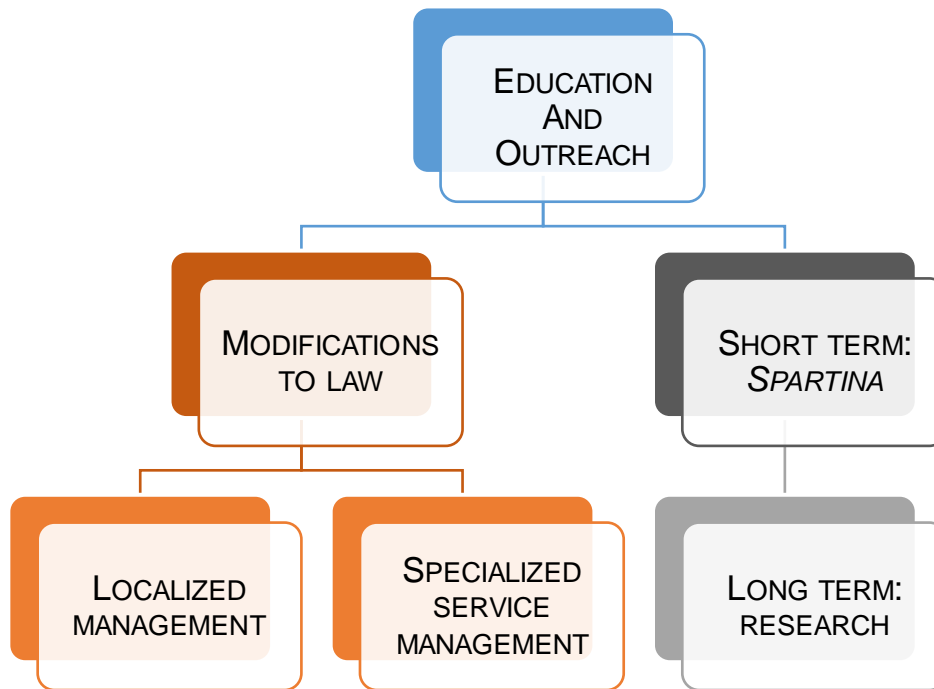 EDUCATION
AND
OUTREACH
MODIFICATIONS
TO LAW
SHORT TERM:
SPARTINA
LOCALIZED
MANAGEMENT
SPECIALIZED
SERVICE
MANAGEMENT
LONG TERM:
RESEARCH